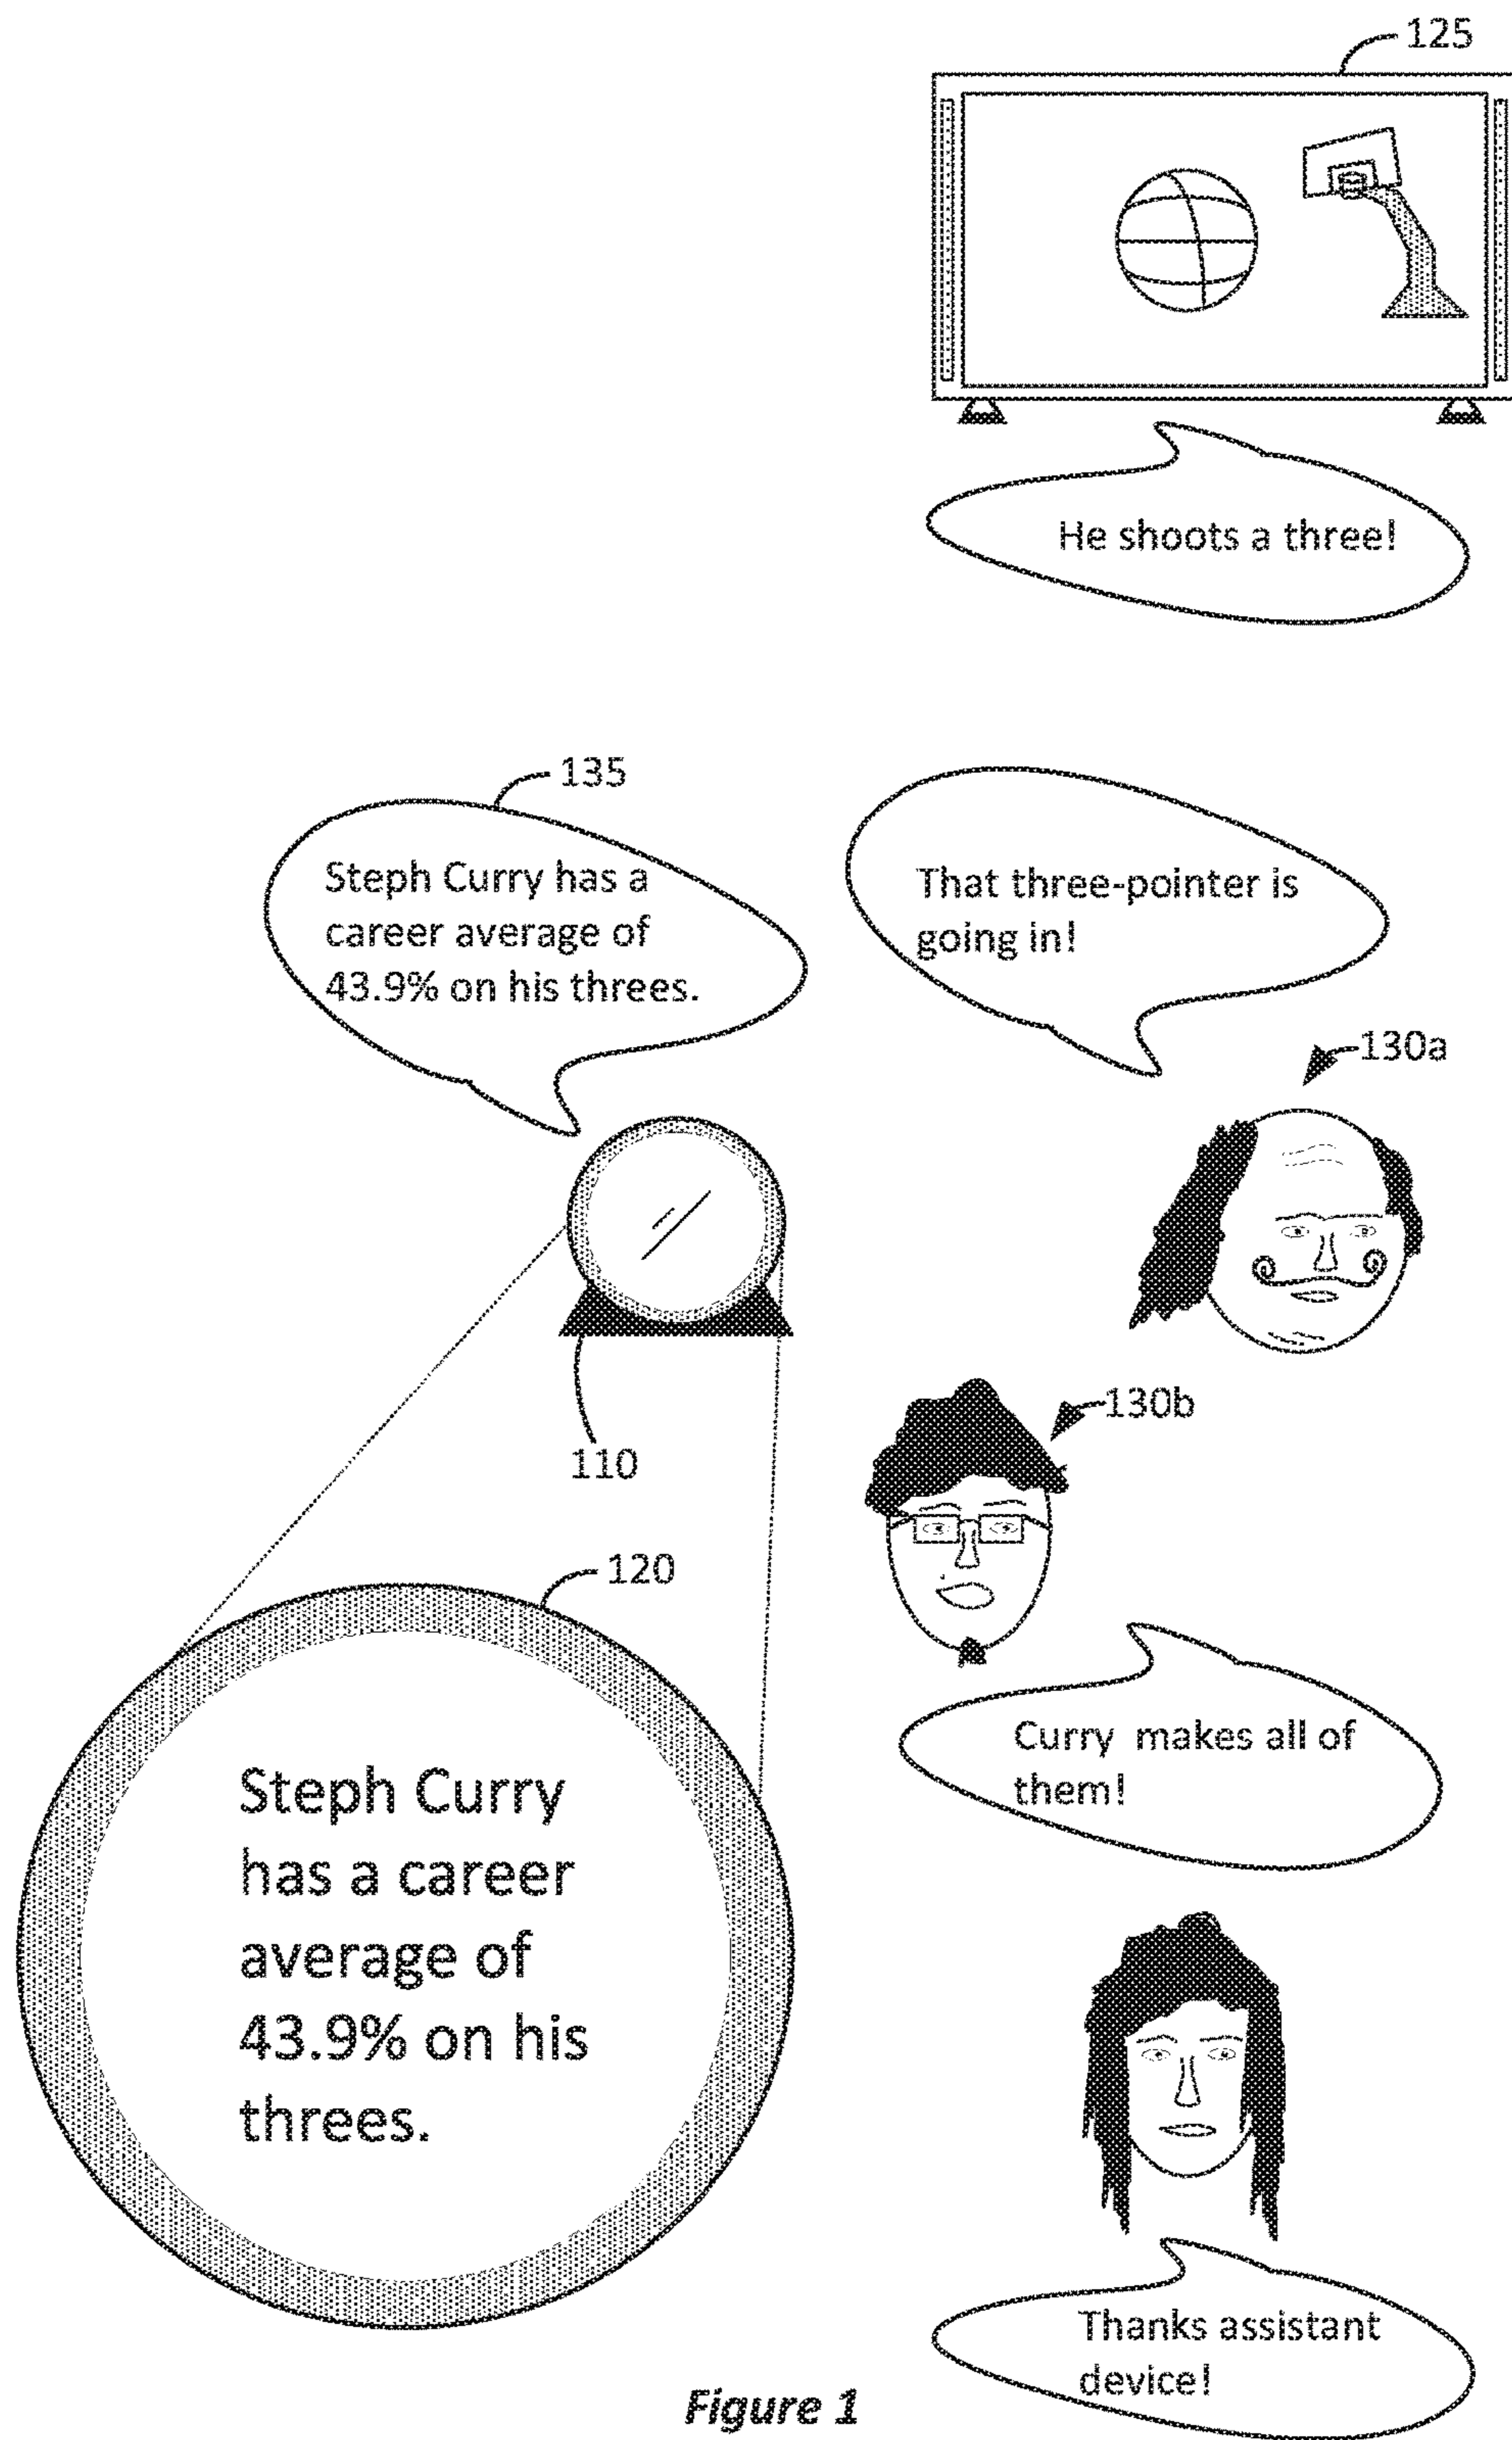 125
He shoots a three!
135
Steph Curry has a
career average of
43.9% on his threes.
That three-pointer is
going in!
130a
110
130b
120
Curry makes all of
them!
Steph Curry
has a career
average of
43.9% on his
threes.
Thanks assistant
device!
Figure 1